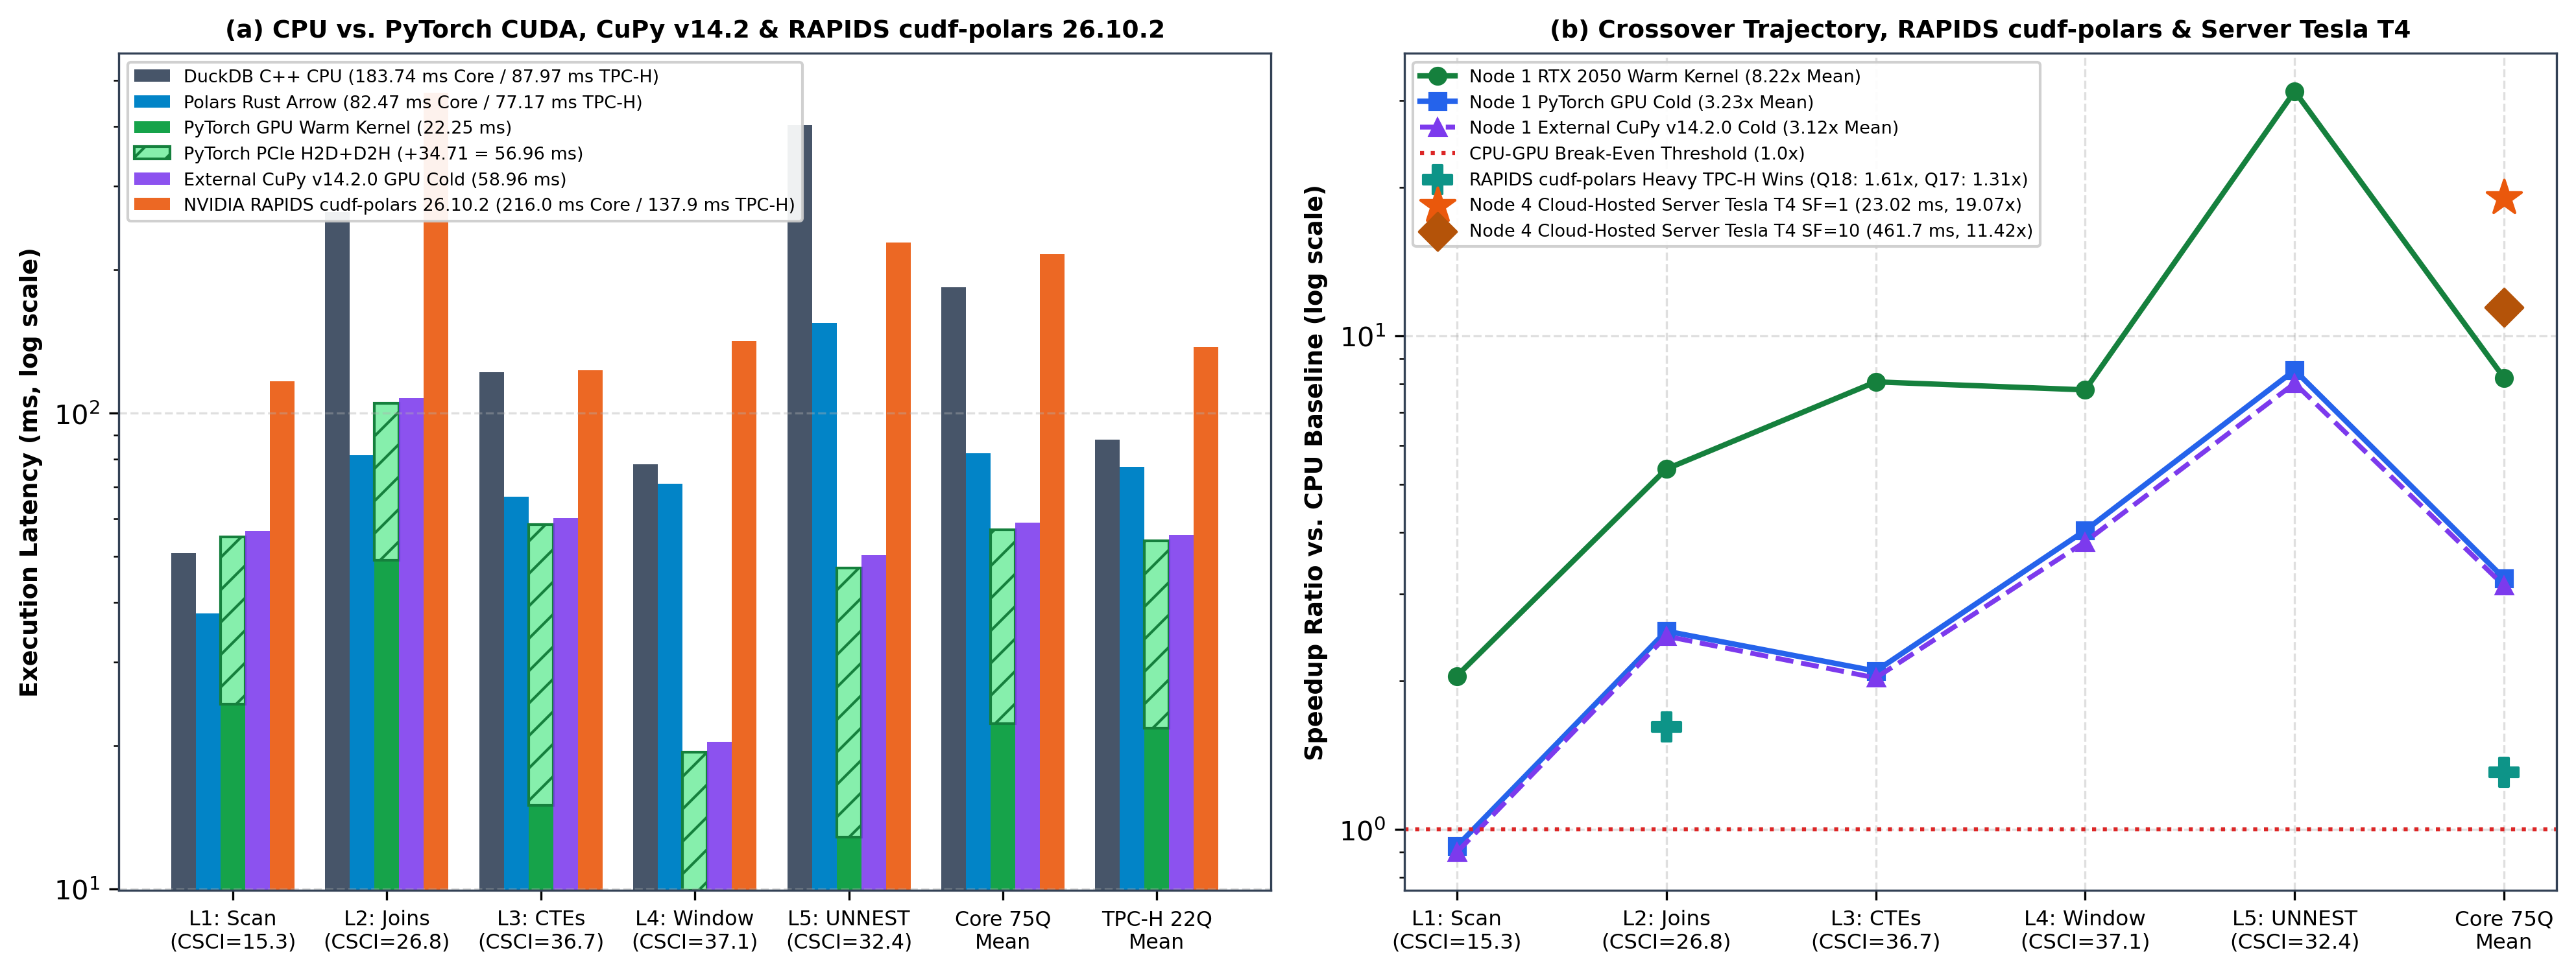 (a) CPU vs. PyTorch CUDA, CuPy v14.2 & RAPIDS cudf-polars 26.10.2
DuckDB C++ CPU (183.74 ms Core / 87.97 ms TPC-H)
Polars Rust Arrow (82.47 ms Core / 77.17 ms TPC-H)
PyTorch GPU Warm Kernel (22.25 ms)
PyTorch PCIe H2D+D2H (+34.71 = 56.96 ms)
External CuPy v14.2.0 GPU Cold (58.96 ms)
NVIDIA RAPIDS cudf-polars 26.10.2 (216.0 ms Core / 137.9 ms TPC-H)
Execution Latency (ms, log scale)
10²
10¹
L1: Scan
(CSCI=15.3)
L2: Joins
(CSCI=26.8)
L3: CTEs
(CSCI=36.7)
L4: Window
(CSCI=37.1)
L5: UNNEST
(CSCI=32.4)
Core 75Q
Mean
TPC-H 22Q
Mean
(b) Crossover Trajectory, RAPIDS cudf-polars & Server Tesla T4
Node 1 RTX 2050 Warm Kernel (8.22x Mean)
Node 1 PyTorch GPU Cold (3.23x Mean)
Node 1 External CuPy v14.2.0 Cold (3.12x Mean)
CPU-GPU Break-Even Threshold (1.0x)
RAPIDS cudf-polars Heavy TPC-H Wins (Q18: 1.61x, Q17: 1.31x)
Node 4 Cloud-Hosted Server Tesla T4 SF=1 (23.02 ms, 19.07x)
Node 4 Cloud-Hosted Server Tesla T4 SF=10 (461.7 ms, 11.42x)
Speedup Ratio vs. CPU Baseline (log scale)
10¹
10⁰
L1: Scan
(CSCI=15.3)
L2: Joins
(CSCI=26.8)
L3: CTEs
(CSCI=36.7)
L4: Window
(CSCI=37.1)
L5: UNNEST
(CSCI=32.4)
Core 75Q
Mean